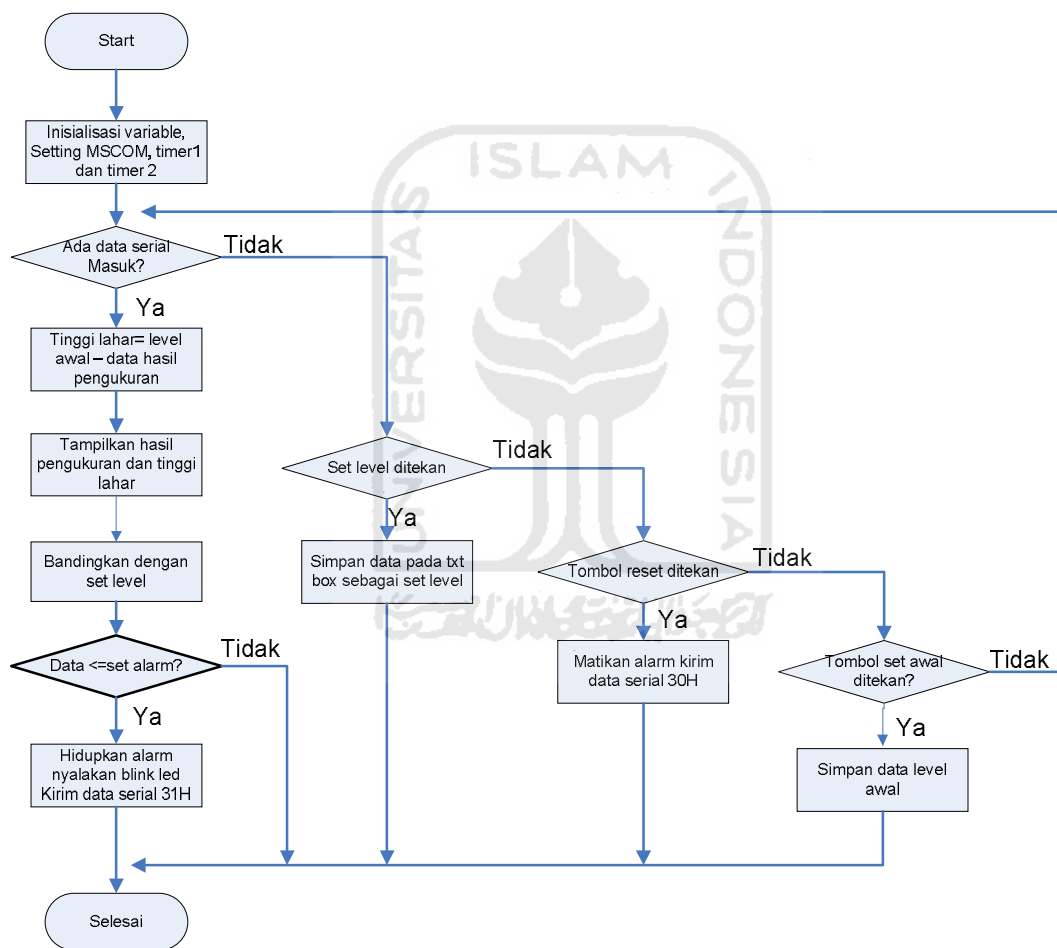 Start
Inisialisasi variable,
Setting MSCOM, timer1
dan timer 2
Ada data serial
Masuk?
Tidak
Ya
Tinggi lahar= level
awal – data hasil
pengukuran
Tampilkan hasil
pengukuran dan tinggi
lahar
Bandingkan dengan
set level
Data <=set alarm?
Tidak
Ya
Hidupkan alarm
nyalakan blink led
Kirim data serial 31H
Selesai
Set level ditekan
Tidak
Ya
Simpan data pada txt
box sebagai set level
Tombol reset ditekan
Tidak
Ya
Matikan alarm kirim
data serial 30H
Tombol set awal
ditekan?
Tidak
Ya
Simpan data level
awal
UNIVERSITAS
ISLAM
INDONESIA